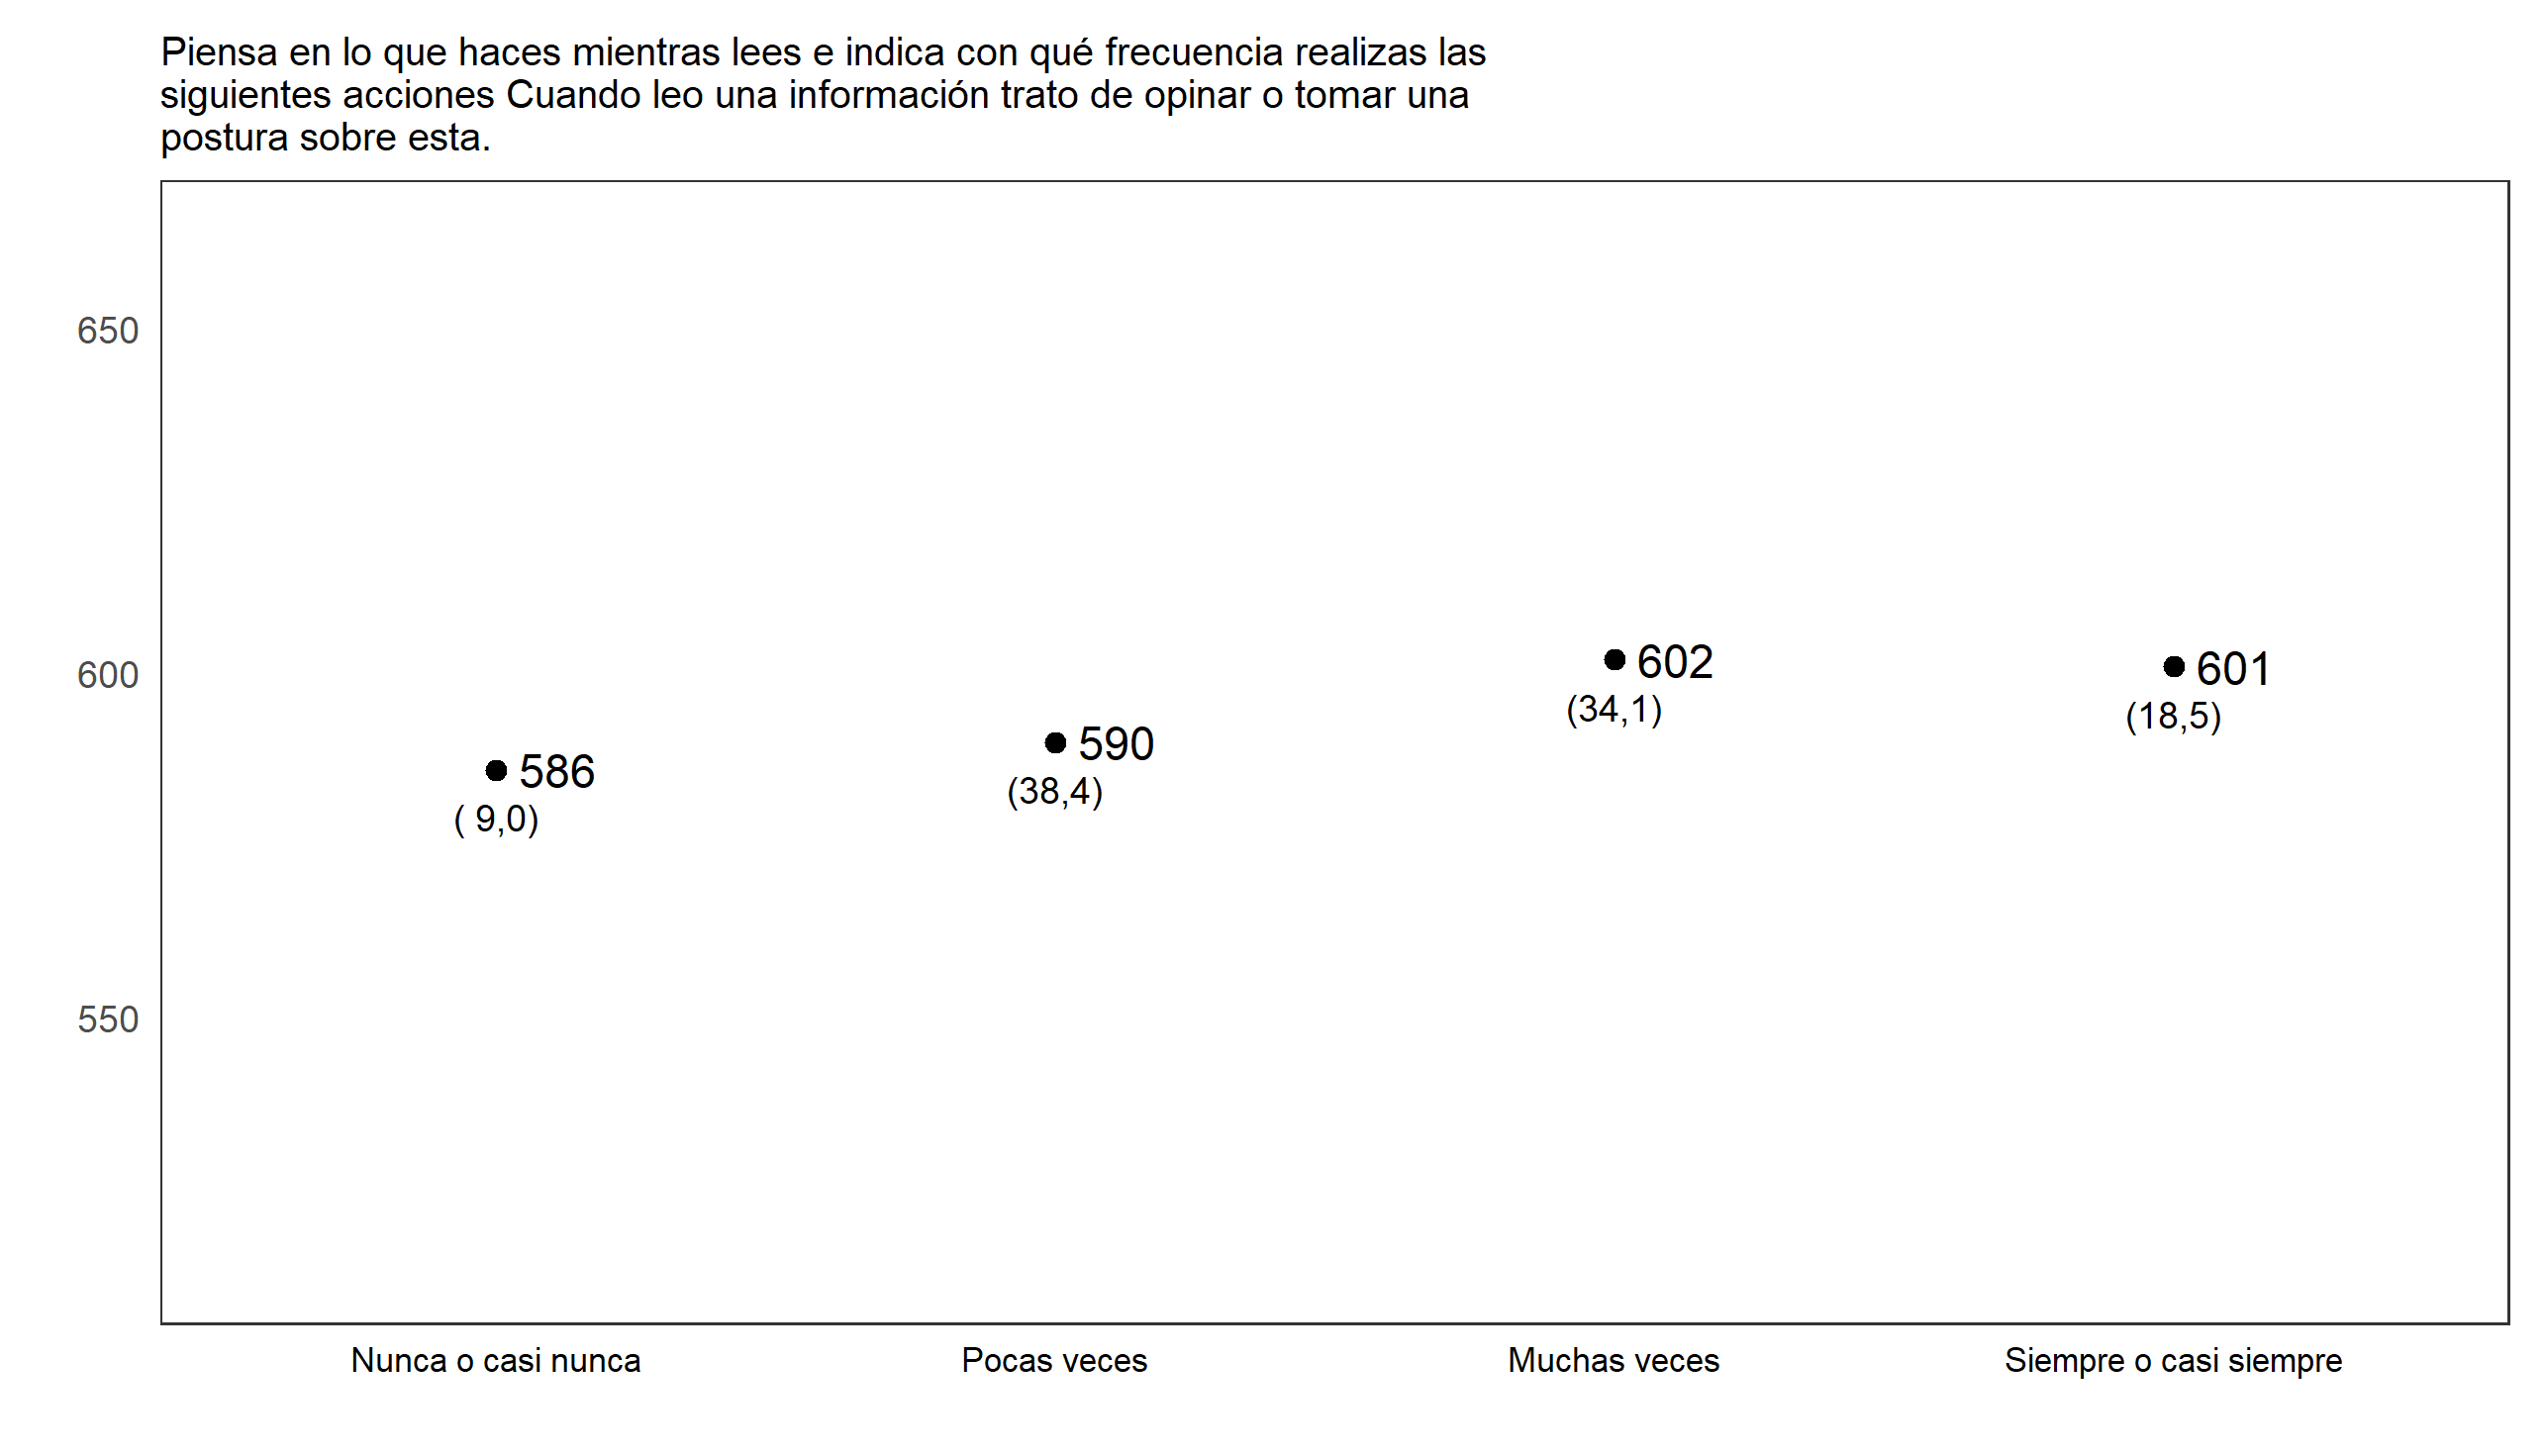 Piensa en lo que haces mientras lees e indica con qué frecuencia realizas las
siguientes acciones Cuando leo una información trato de opinar o tomar una
postura sobre esta.
650
600
550
586
( 9,0)
590
(38,4)
602
(34,1)
601
(18,5)
Nunca o casi nunca
Pocas veces
Muchas veces
Siempre o casi siempre